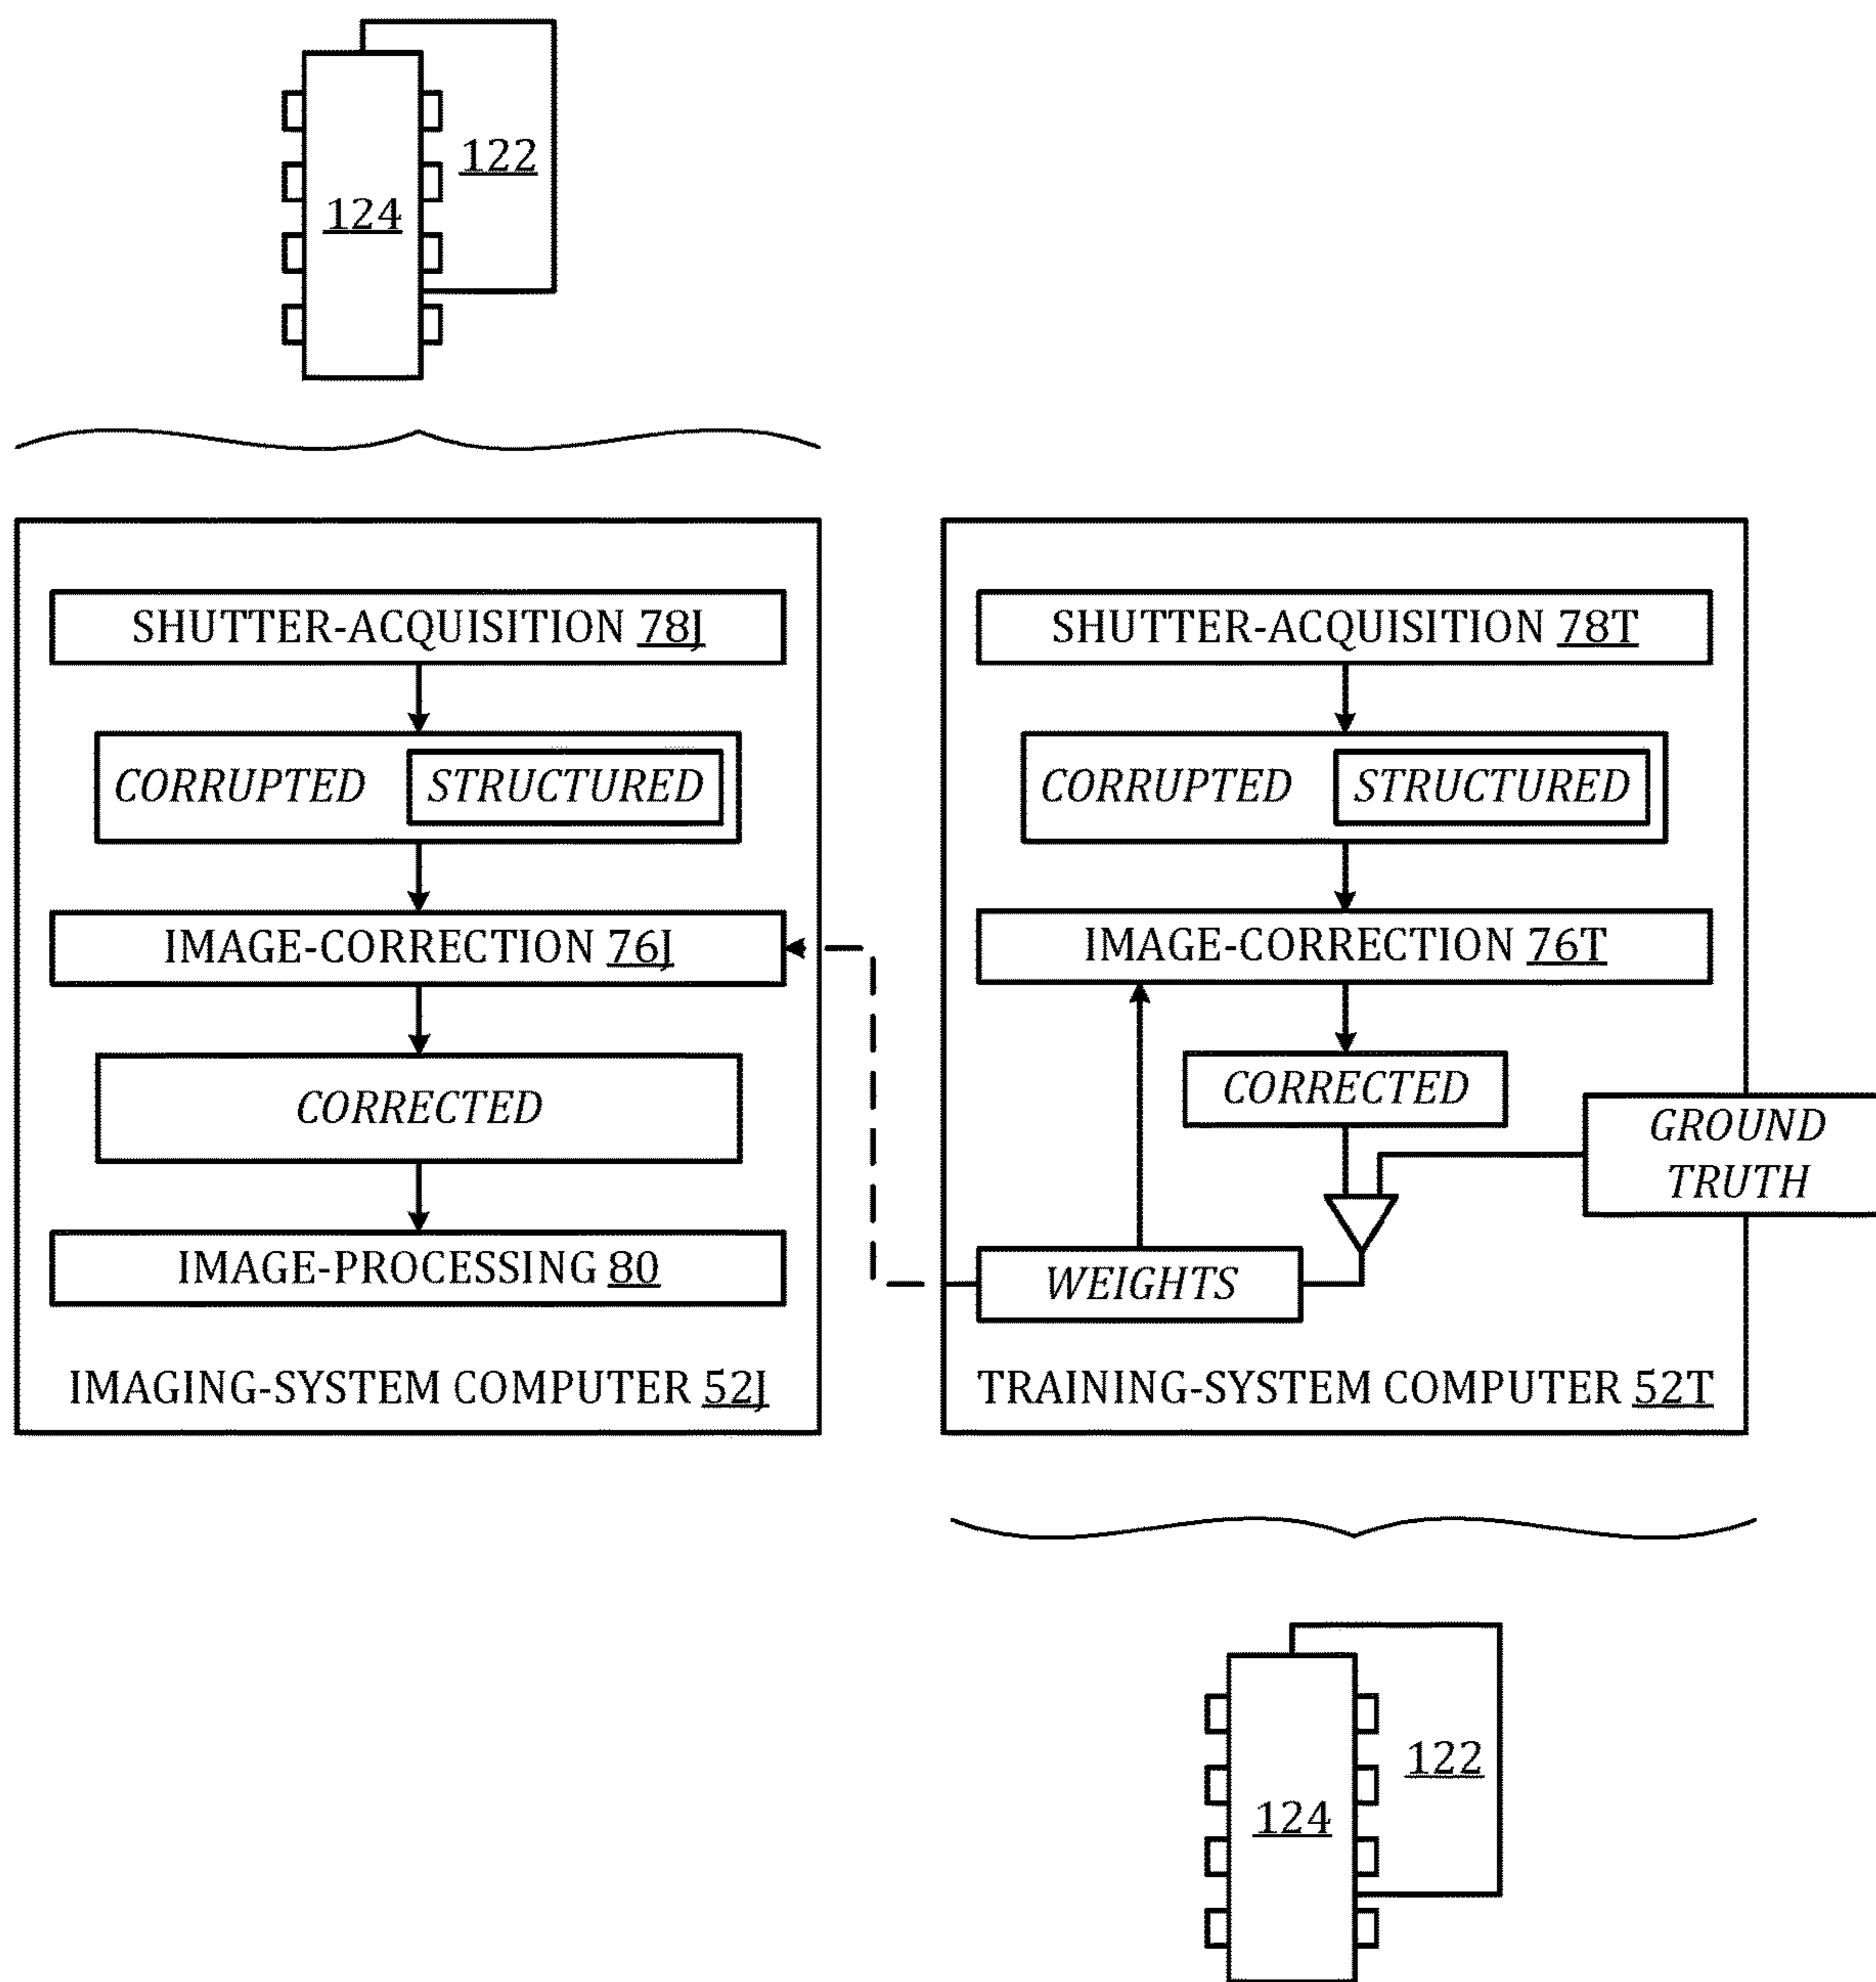 122
124
SHUTTER-ACQUISITION 78J
CORRUPTED STRUCTURED
IMAGE-CORRECTION 76J
CORRECTED
IMAGE-PROCESSING 80
IMAGING-SYSTEM COMPUTER 52J
SHUTTER-ACQUISITION 78T
CORRUPTED STRUCTURED
IMAGE-CORRECTION 76T
CORRECTED
GROUND
TRUTH
WEIGHTS
TRAINING-SYSTEM COMPUTER 52T
122
124